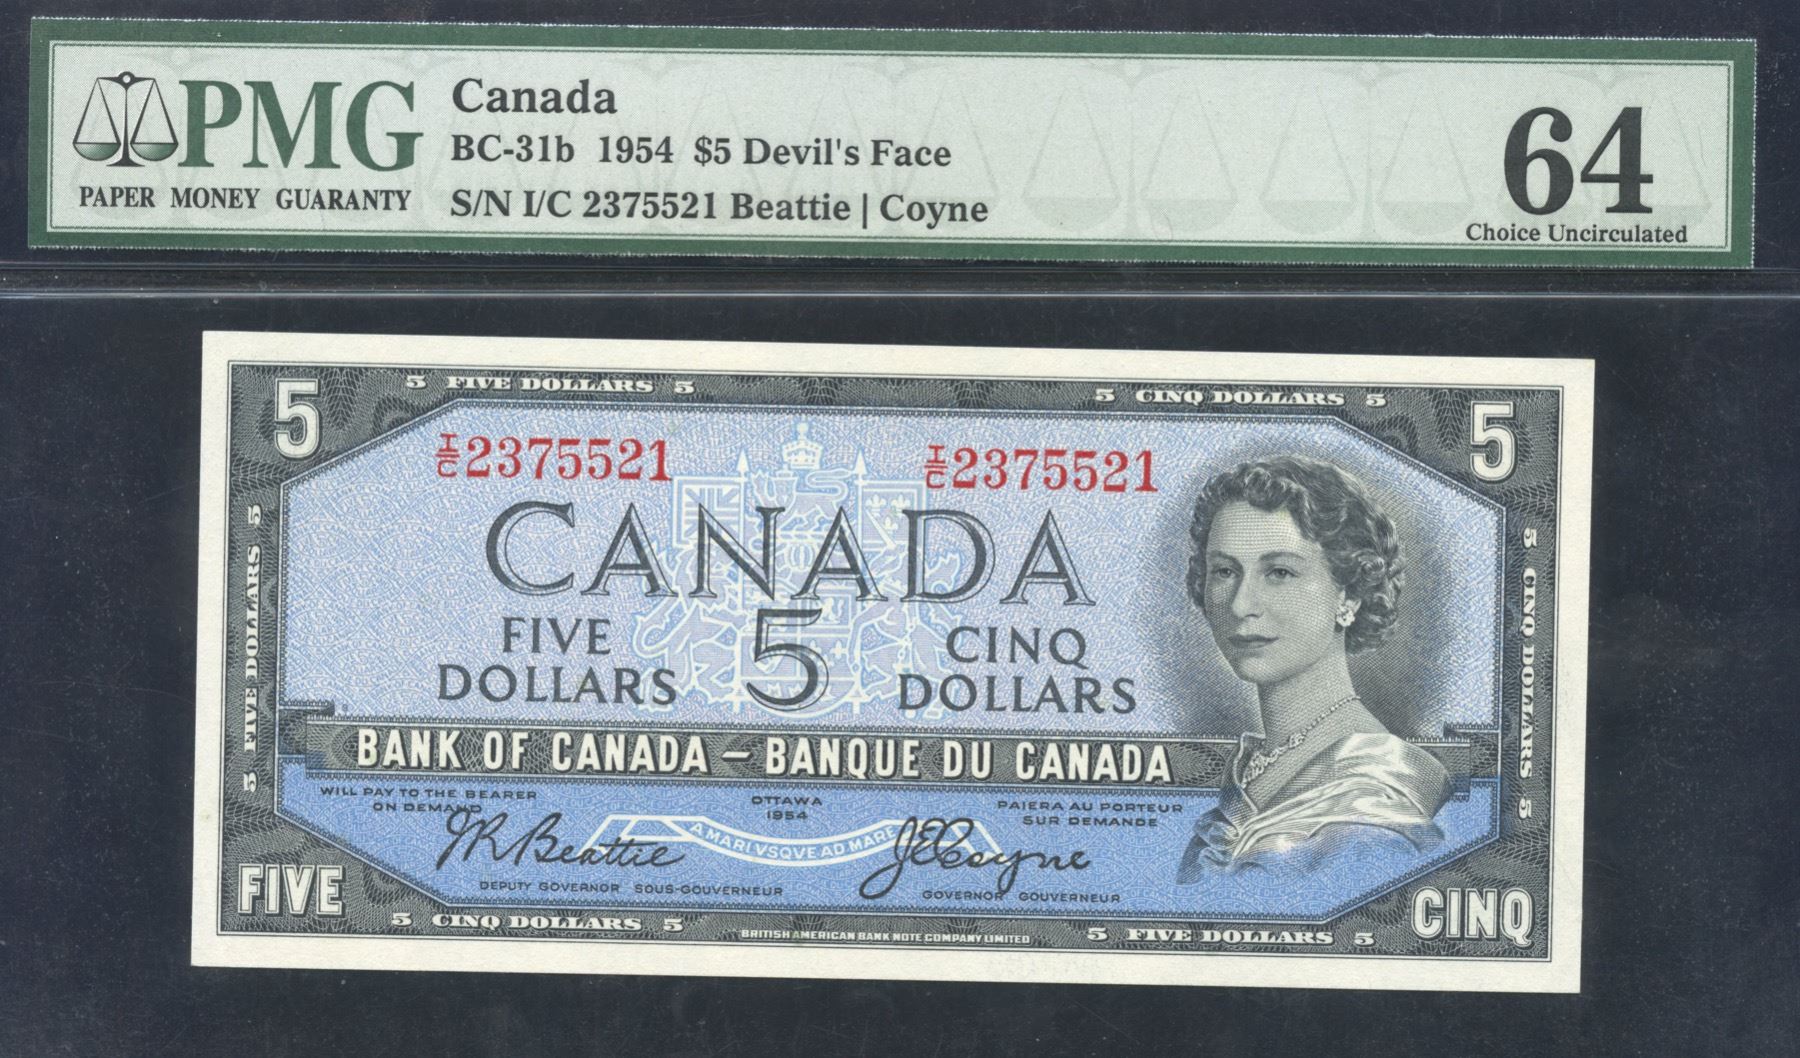 PMG
PAPER MONEY GUARANTY
Canada
BC-31b 1954 $5 Devil's Face
S/N I/C 2375521 Beattie | Coyne
64
Choice Uncirculated
5 5 FIVE DOLLARS 5 5 CINQ DOLLARS 5 5
I/C 2375521 I/C 2375521
CANADA
FIVE DOLLARS
5
CINQ DOLLARS
5 FIVE DOLLARS 5
5 CINQ DOLLARS 5
BANK OF CANADA – BANQUE DU CANADA
WILL PAY TO THE BEARER
ON DEMAND
OTTAWA
1954
PAIERA AU PORTEUR
SUR DEMANDE
A MARI VSQVE AD MARE
JRBeattie
JECoyne
DEPUTY GOVERNOR SOUS-GOUVERNEUR
GOVERNOR GOUVERNEUR
FIVE
CINQ
5 CINQ DOLLARS 5
BRITISH AMERICAN BANK NOTE COMPANY LIMITED
5 FIVE DOLLARS 5